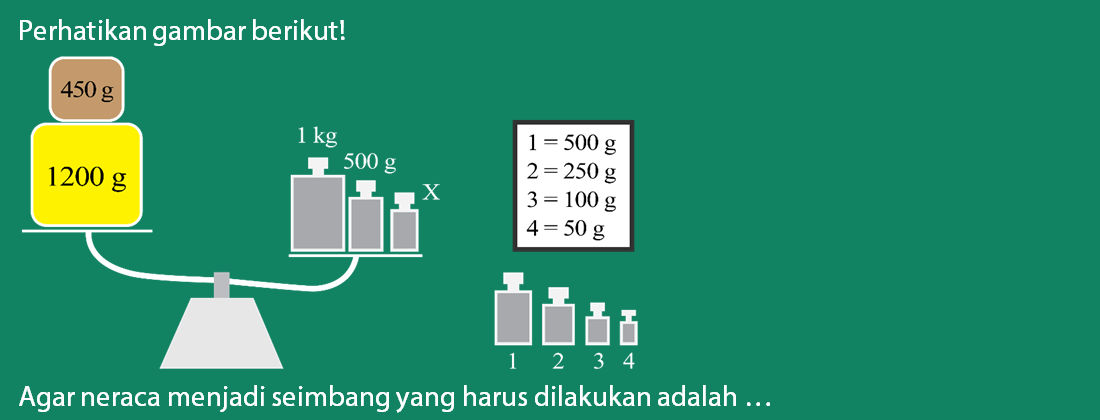 Perhatikan gambar berikut!
450 g
1200 g
1 kg
500 g
X
1 = 500 g
2 = 250 g
3 = 100 g
4 = 50 g
1 2 3 4
Agar neraca menjadi seimbang yang harus dilakukan adalah ...